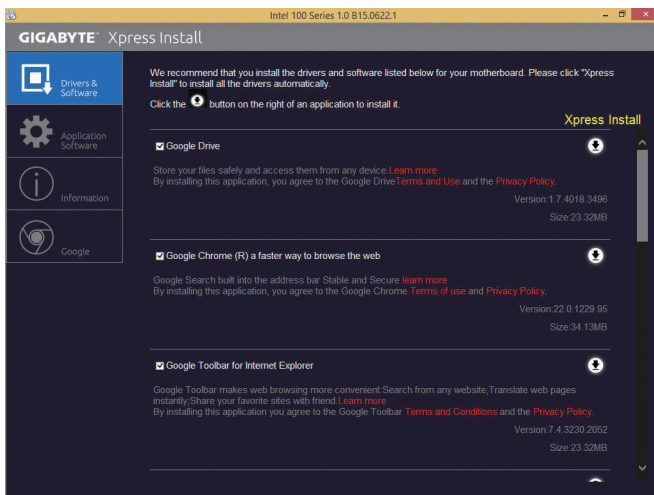 Intel 100 Series 1.0 B15.0622.1
GIGABYTE™ Xpress Install
Drivers &
Software
Application
Software
Information
Google
We recommend that you install the drivers and software listed below for your motherboard. Please click "Xpress
Install" to install all the drivers automatically.
Click the button on the right of an application to install it.
Xpress Install
Google Drive
Store your files safely and access them from any device.Learn more
By installing this application, you agree to the Google DriveTerms and Use and the Privacy Policy.
Version:1.7.4018.3496
Size:23.32MB
Google Chrome (R) a faster way to browse the web
Google Search built into the address bar Stable and Secure learn more
By installing this application, you agree to the Google Chrome Terms of use and Privacy Policy.
Version:22.0.1229.95
Size:34.13MB
Google Toolbar for Internet Explorer
Google Toolbar makes web browsing more convenient:Search from any website;Translate web pages
instantly;Share your favorite sites with friend.Learn more
By installing this application you agree to the Google Toolbar Terms and Conditions and the Privacy Policy.
Version:7.4.3230.2052
Size:23.32MB